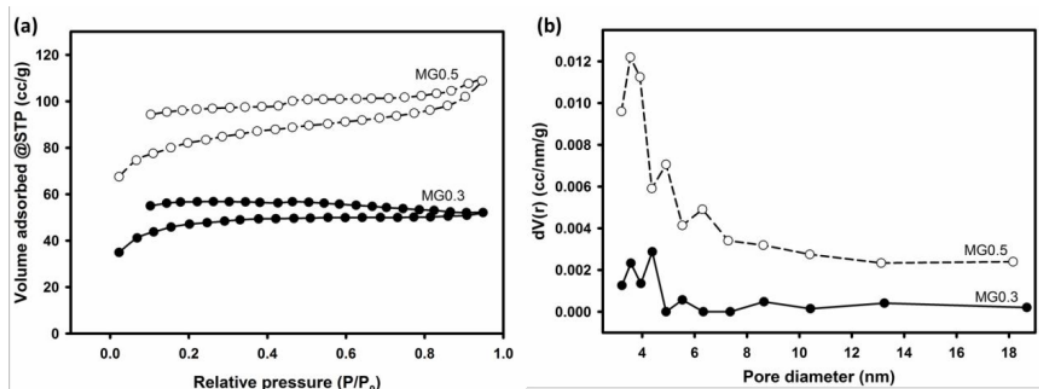 (a)
Volume adsorbed @STP (cc/g)
120
100
80
60
40
20
0
MG0.5
MG0.3
0.0 0.2 0.4 0.6 0.8 1.0
Relative pressure (P/P₀)
(b)
dV(r) (cc/nm/g)
0.012
0.010
0.008
0.006
0.004
0.002
0.000
MG0.5
MG0.3
4 6 8 10 12 14 16 18
Pore diameter (nm)